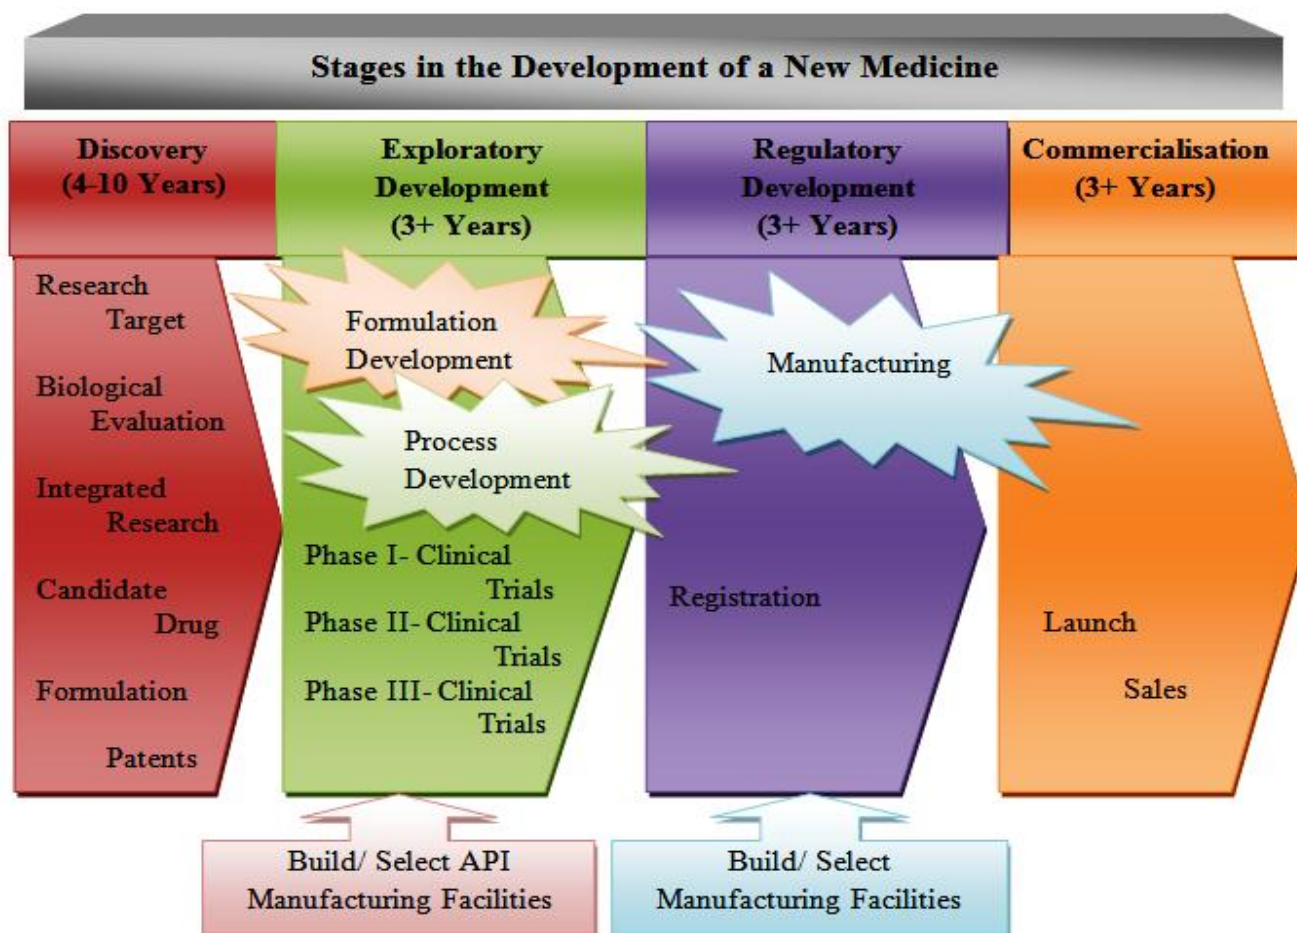 Stages in the Development of a New Medicine
Discovery
(4-10 Years)
Exploratory
Development
(3+ Years)
Regulatory
Development
(3+ Years)
Commercialisation
(3+ Years)
Research
Target
Biological
Evaluation
Integrated
Research
Candidate
Drug
Formulation
Patents
Formulation
Development
Process
Development
Phase I- Clinical
Trials
Phase II- Clinical
Trials
Phase III- Clinical
Trials
Manufacturing
Registration
Launch
Sales
Build/ Select API
Manufacturing Facilities
Build/ Select
Manufacturing Facilities